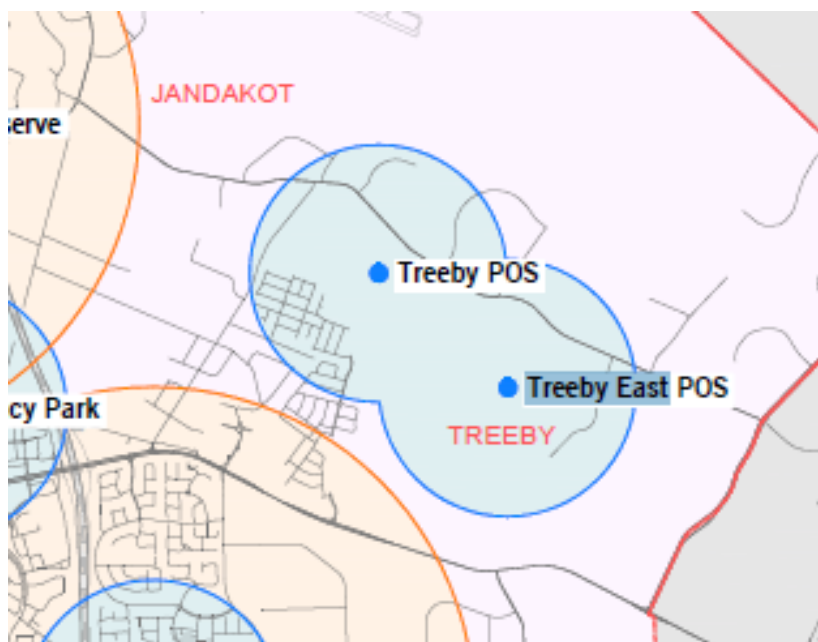 JANDAKOT
serve
Treeby POS
Treeby East POS
cy Park
TREEBY